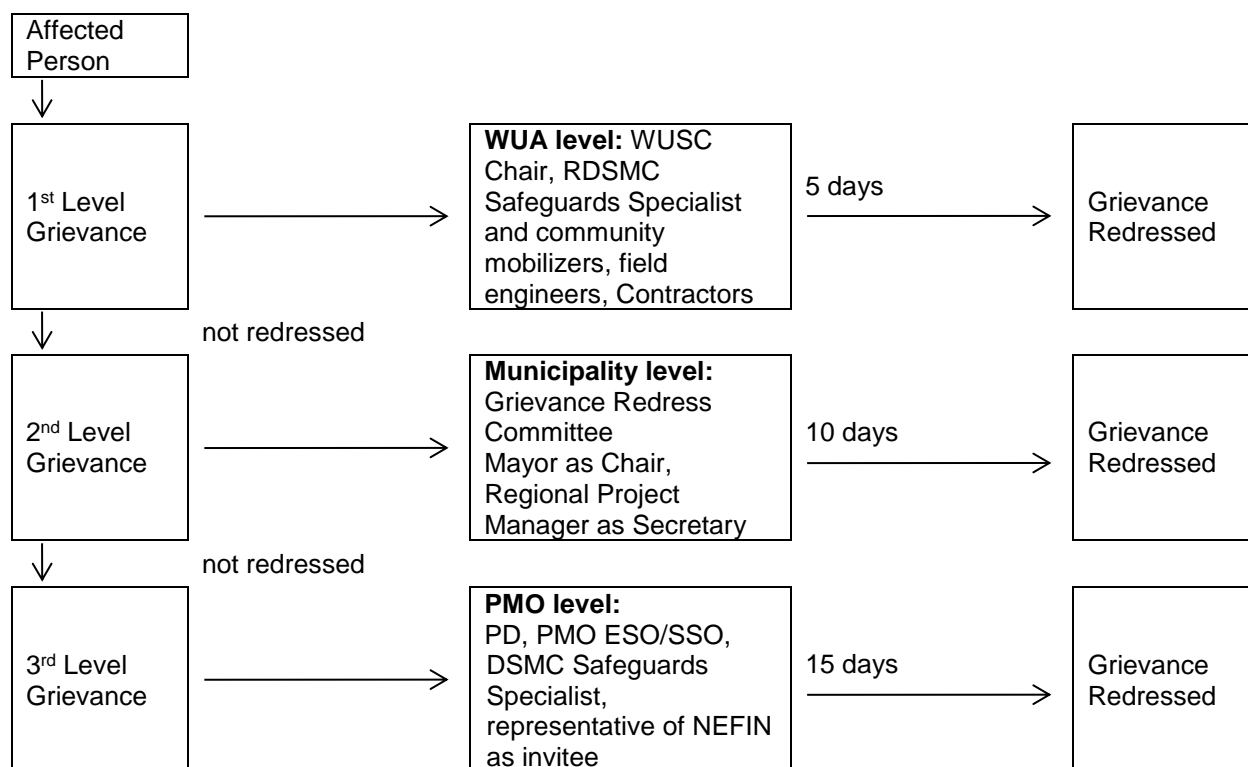 Affected
Person
1st Level
Grievance
WUA level: WUSC
Chair, RDSMC
Safeguards Specialist
and community
mobilizers, field
engineers, Contractors
5 days
Grievance
Redressed
not redressed
2nd Level
Grievance
Municipality level:
Grievance Redress
Committee
Mayor as Chair,
Regional Project
Manager as Secretary
10 days
Grievance
Redressed
not redressed
3rd Level
Grievance
PMO level:
PD, PMO ESO/SSO,
DSMC Safeguards
Specialist,
representative of NEFIN
as invitee
15 days
Grievance
Redressed